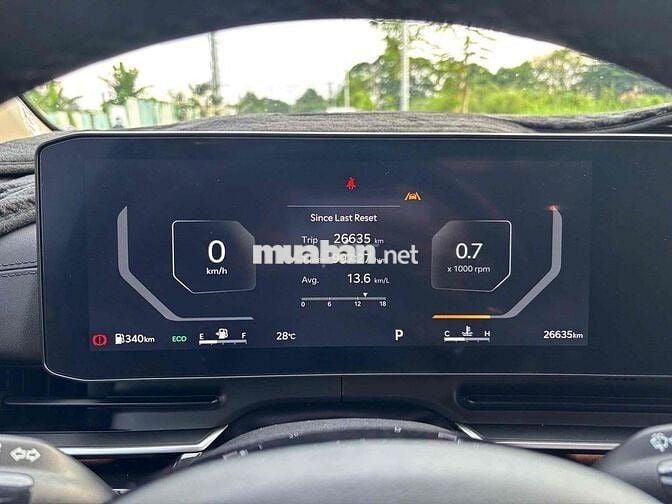 Since Last Reset
Trip 26635 km
0
km/h
muaban.net
0.7
x 1000 rpm
Avg. 13.6 km/L
0 6 12 18
340km
ECO
E F
28°C
P
C H
26635km